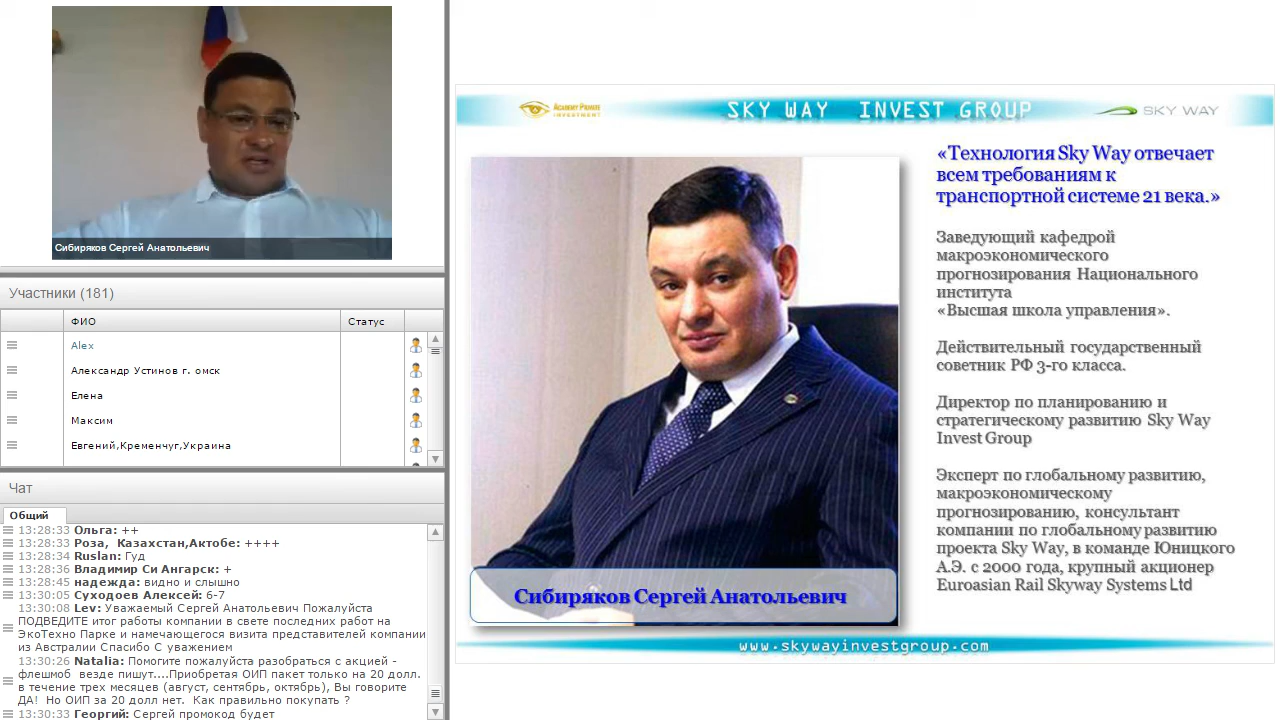 Сибиряков Сергей Анатольевич
Участники (181)
ФИО
Статус
Alex
Александр Устинов г. омск
Елена
Максим
Евгений,Кременчуг,Украина
Чат
Общий
13:28:33 Ольга: ++
13:28:33 Роза, Казахстан,Актобе: ++++
13:28:34 Ruslan: Гуд
13:28:36 Владимир Си Ангарск: +
13:28:45 надежда: видно и слышно
13:30:05 Суходоев Алексей: 6-7
13:30:08 Lev: Уважаемый Сергей Анатольевич Пожалуйста
ПОДВЕДИТЕ итог работы компании в свете последних работ на
ЭкоТехно Парке и намечающегося визита представителей компании
из Австралии Спасибо С уважением
13:30:26 Natalia: Помогите пожалуйста разобраться с акцией -
флешмоб везде пишут....Приобретая ОИП пакет только на 20 долл.
в течение трех месяцев (август, сентябрь, октябрь), Вы говорите
ДА! Но ОИП за 20 долл нет. Как правильно покупать ?
13:30:33 Георгий: Сергей промокод будет
ACADEMY PRIVATE
INVESTMENT
SKY WAY INVEST GROUP
SKY WAY
«Технология Sky Way отвечает
всем требованиям к
транспортной системе 21 века.»
Заведующий кафедрой
макроэкономического
прогнозирования Национального
института
«Высшая школа управления».
Действительный государственный
советник РФ 3-го класса.
Директор по планированию и
стратегическому развитию Sky Way
Invest Group
Эксперт по глобальному развитию,
макроэкономическому
прогнозированию, консультант
компании по глобальному развитию
проекта Sky Way, в команде Юницкого
А.Э. с 2000 года, крупный акционер
Euroasian Rail Skyway Systems Ltd
Сибиряков Сергей Анатольевич
www.skywayinvestgroup.com